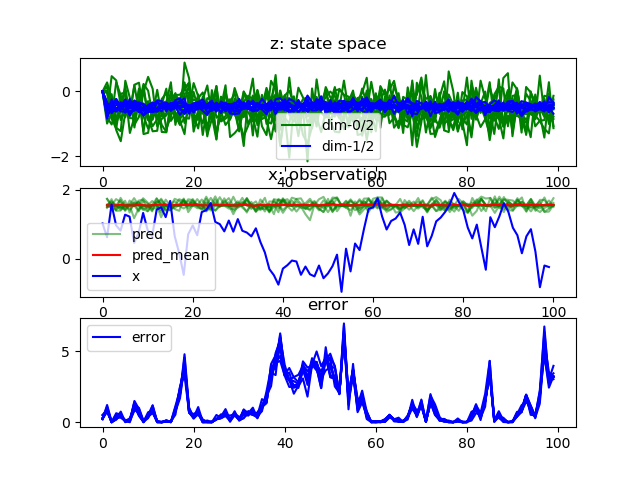 z: state space
0
−2
dim-0/2
dim-1/2
0 20 40 60 80 100
x: observation
2
0
pred
pred_mean
x
0 20 40 60 80 100
error
5
0
error
0 20 40 60 80 100